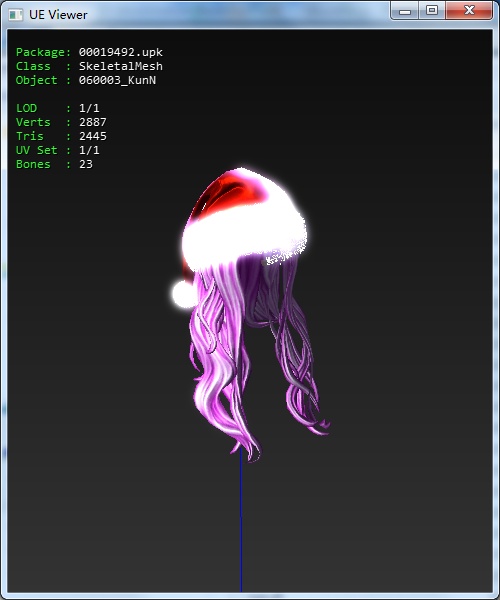 UE Viewer
Package: 00019492.upk
Class : SkeletalMesh
Object : 060003_KunN
LOD : 1/1
Verts : 2887
Tris : 2445
UV Set : 1/1
Bones : 23